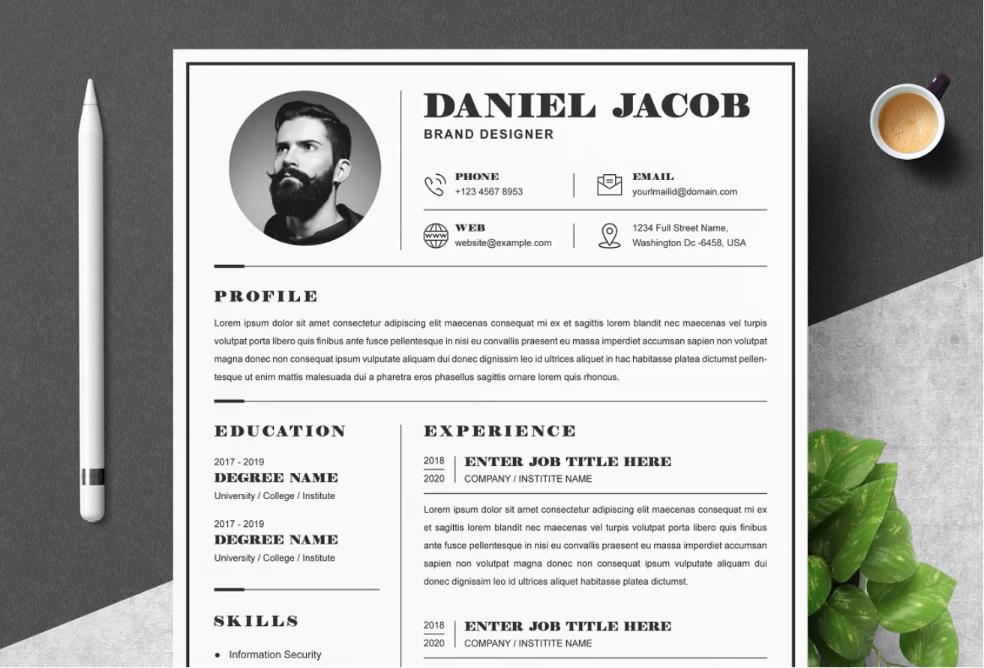 DANIEL JACOB
BRAND DESIGNER
PHONE
+123 4567 8953
EMAIL
yourlmailid@domain.com
WWW
WEB
website@example.com
1234 Full Street Name,
Washington Dc -6458, USA
PROFILE
Lorem ipsum dolor sit amet consectetur adipiscing elit maecenas consequat mi ex et sagittis lorem blandit nec maecenas vel turpis
volutpat porta libero quis finibus ante fusce pellentesque in nisi eu convallis praesent eu massa imperdiet accumsan sapien non volutpat
magna donec non consequat ipsum vulputate aliquam dui donec dignissim leo id ultrices aliquet in hac habitasse platea dictumst pellen-
tesque ut enim mattis malesuada dui a pharetra eros phasellus sagittis ornare lorem quis rhoncus.
EDUCATION
2017 - 2019
DEGREE NAME
University / College / Institute
2017 - 2019
DEGREE NAME
University / College / Institute
SKILLS
● Information Security
EXPERIENCE
2018
2020
ENTER JOB TITLE HERE
COMPANY / INSTITITE NAME
Lorem ipsum dolor sit amet consectetur adipiscing elit maecenas consequat mi ex
et sagittis lorem blandit nec maecenas vel turpis volutpat porta libero quis finibus
ante fusce pellentesque in nisi eu convallis praesent eu massa imperdiet accumsan
sapien non volutpat magna donec non consequat ipsum vulputate aliquam dui
donec dignissim leo id ultrices aliquet habitasse platea dictumst.
2018
2020
ENTER JOB TITLE HERE
COMPANY / INSTITITE NAME